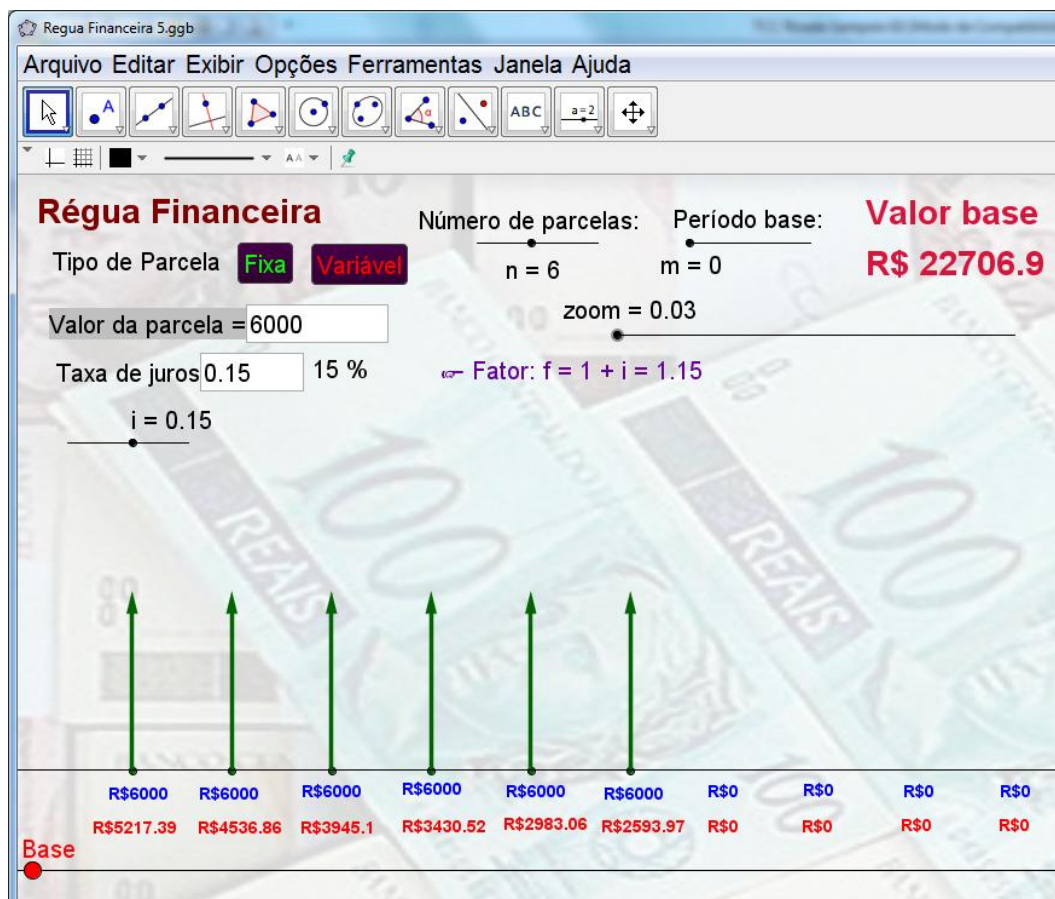 Regua Financeira 5.ggb
Arquivo Editar Exibir Opções Ferramentas Janela Ajuda
A
α
ABC
a=2
A A
Régua Financeira
Número de parcelas:
Período base:
Valor base
Tipo de Parcela
Fixa
Variável
n = 6
m = 0
R$ 22706.9
zoom = 0.03
Valor da parcela = 6000
Taxa de juros 0.15
15 %
Fator: f = 1 + i = 1.15
i = 0.15
100
REAIS
100
REAIS
R$6000 R$6000 R$6000 R$6000 R$6000 R$6000 R$0 R$0 R$0 R$0
R$5217.39 R$4536.86 R$3945.1 R$3430.52 R$2983.06 R$2593.97 R$0 R$0 R$0 R$0
Base